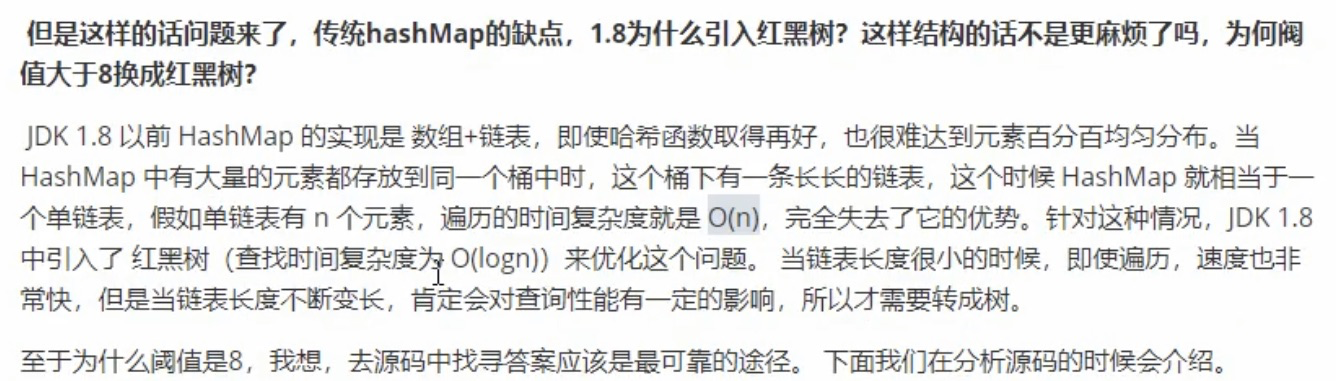 但是这样的话问题来了，传统hashMap的缺点，1.8为什么引入红黑树？这样结构的话不是更麻烦了吗，为何阀
值大于8换成红黑树？
JDK 1.8 以前 HashMap 的实现是 数组+链表，即使哈希函数取得再好，也很难达到元素百分百均匀分布。当
HashMap 中有大量的元素都存放到同一个桶中时，这个桶下有一条长长的链表，这个时候 HashMap 就相当于一
个单链表，假如单链表有 n 个元素，遍历的时间复杂度就是 O(n)，完全失去了它的优势。针对这种情况，JDK 1.8
中引入了 红黑树（查找时间复杂度为 O(logn)）来优化这个问题。 当链表长度很小的时候，即使遍历，速度也非
常快，但是当链表长度不断变长，肯定会对查询性能有一定的影响，所以才需要转成树。
至于为什么阈值是8，我想，去源码中找寻答案应该是最可靠的途径。 下面我们在分析源码的时候会介绍。